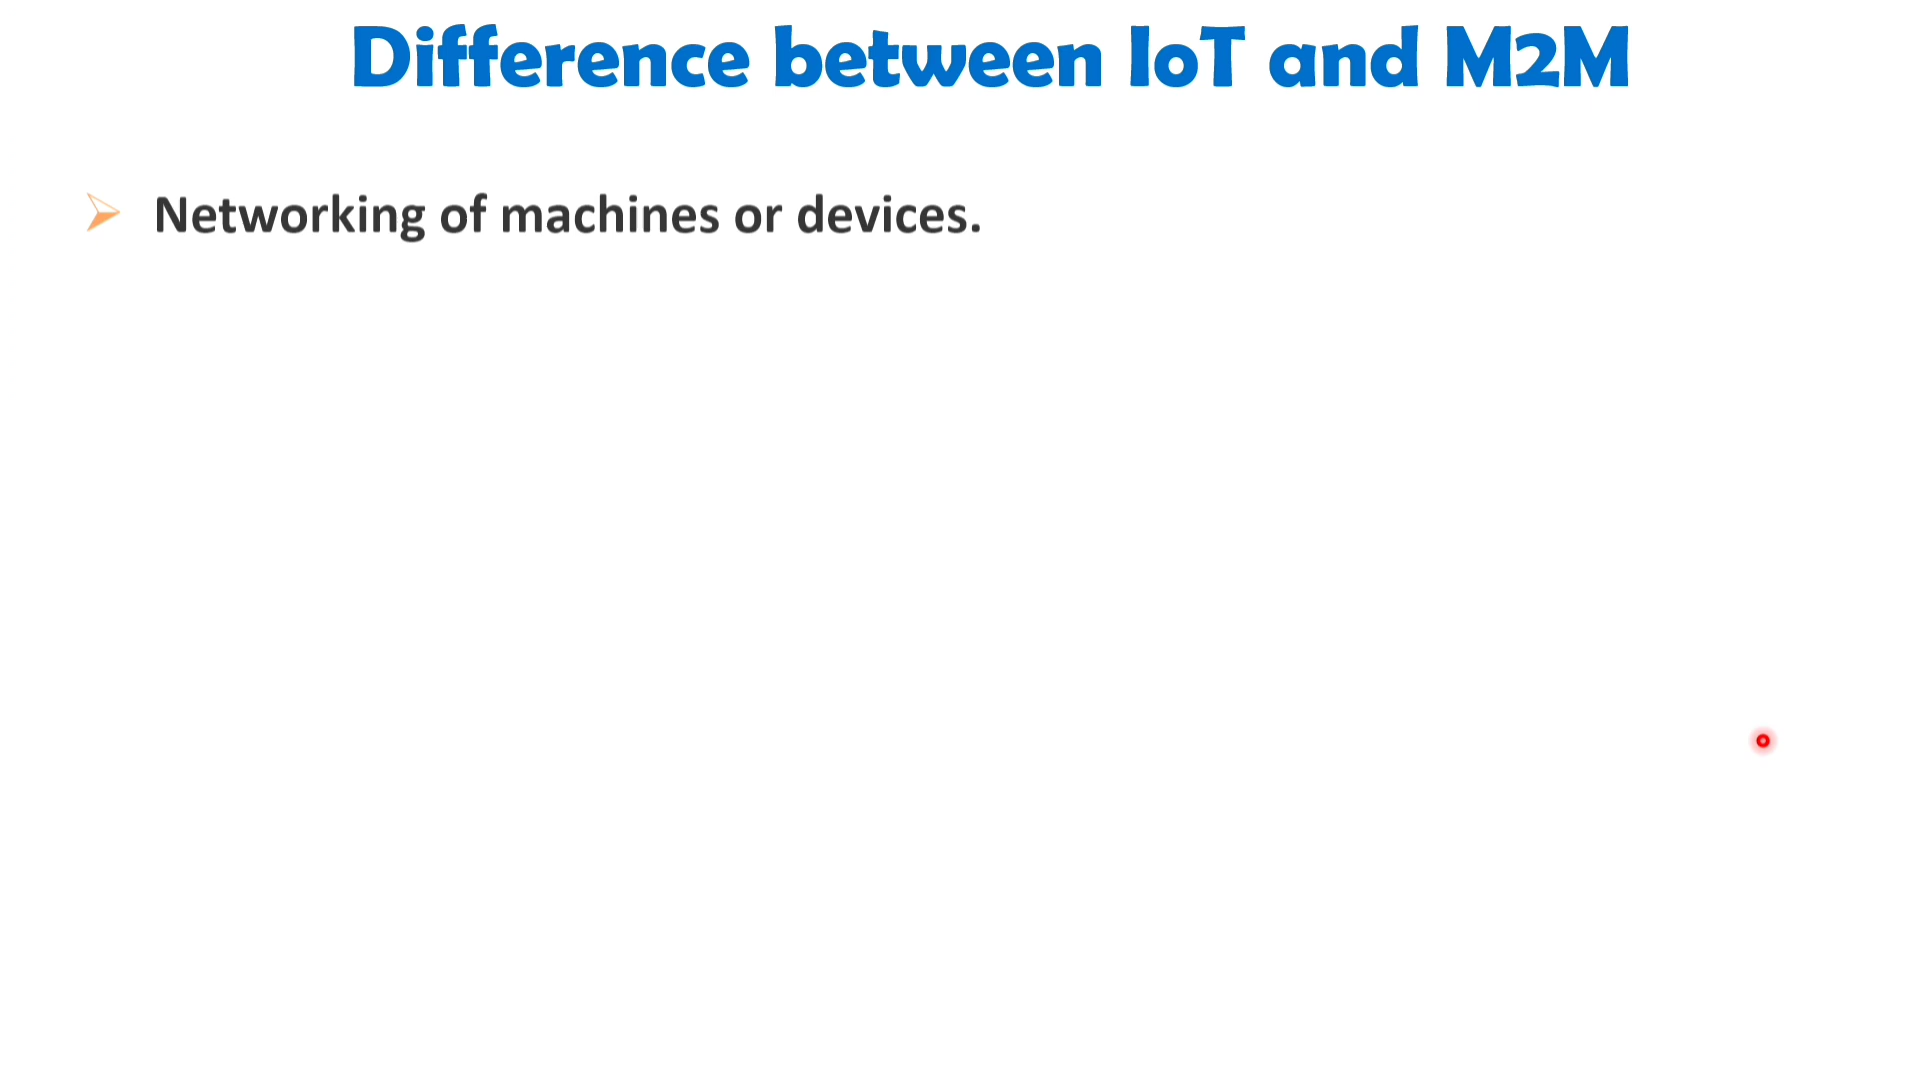 Difference between IoT and M2M
Networking of machines or devices.